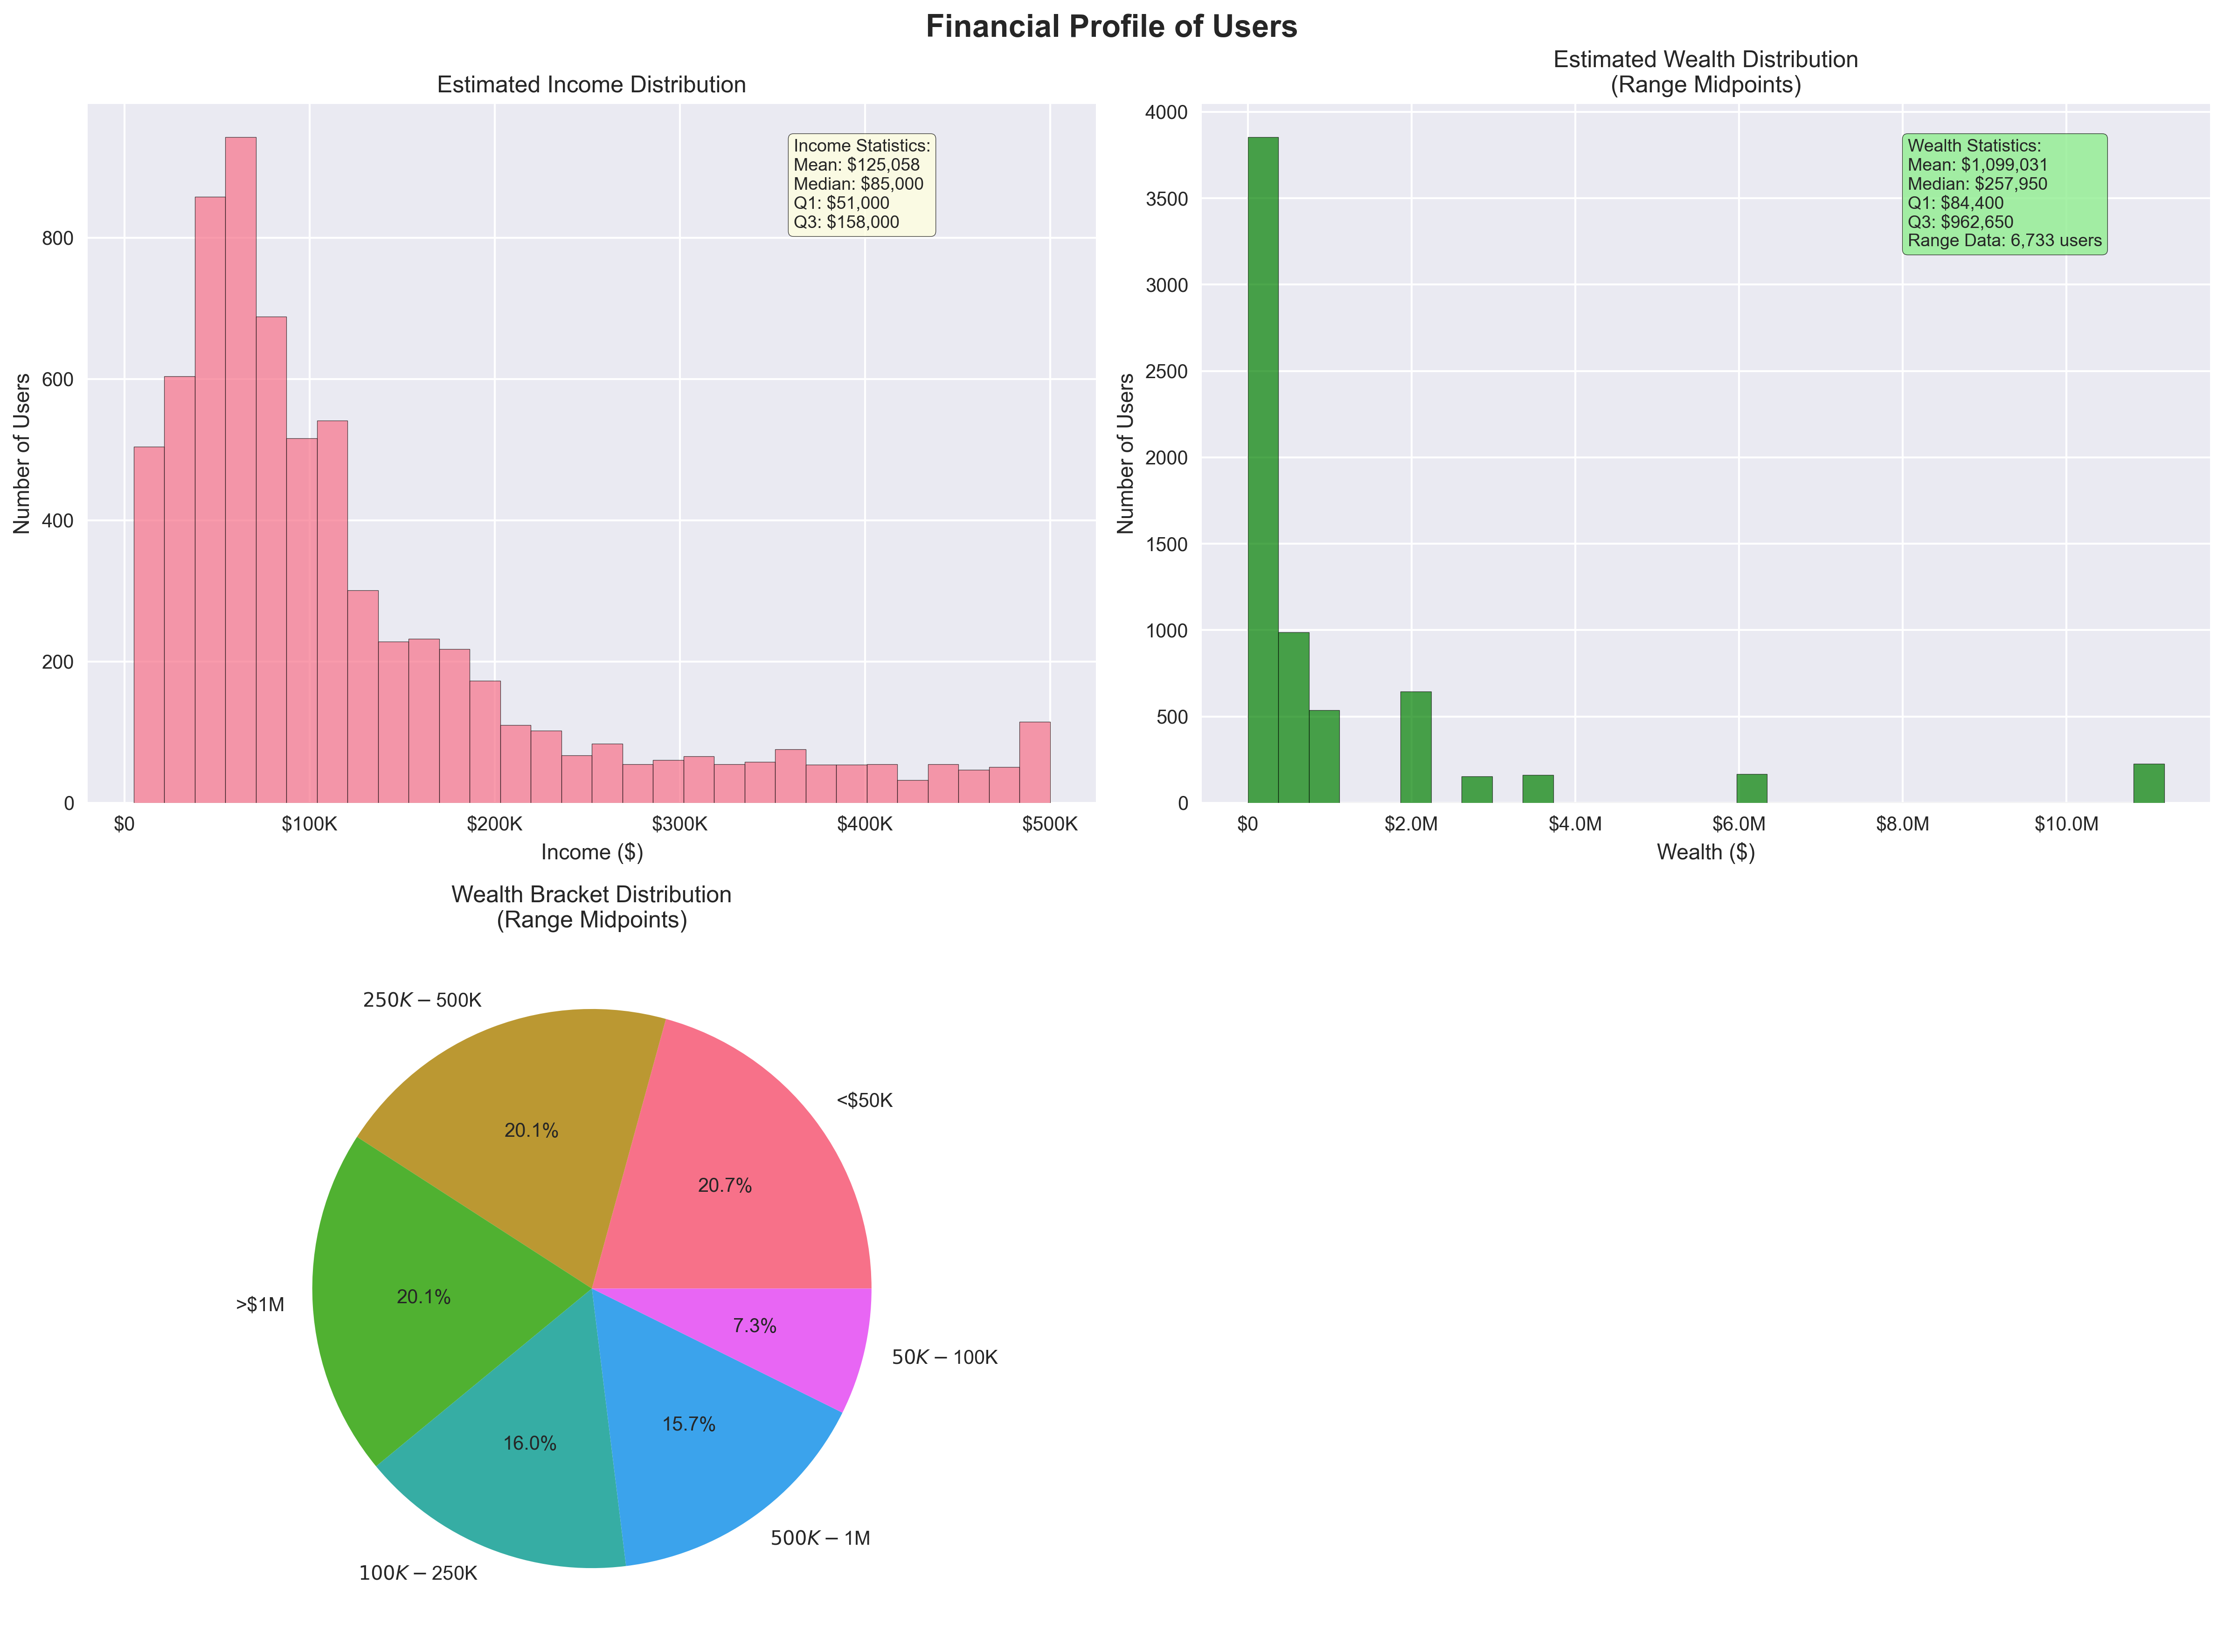 Financial Profile of Users
Estimated Income Distribution
Number of Users
800
600
400
200
0
$0 $100K $200K $300K $400K $500K
Income ($)
Income Statistics:
Mean: $125,058
Median: $85,000
Q1: $51,000
Q3: $158,000
Estimated Wealth Distribution
(Range Midpoints)
Number of Users
4000
3500
3000
2500
2000
1500
1000
500
0
$0 $2.0M $4.0M $6.0M $8.0M $10.0M
Wealth ($)
Wealth Statistics:
Mean: $1,099,031
Median: $257,950
Q1: $84,400
Q3: $962,650
Range Data: 6,733 users
Wealth Bracket Distribution
(Range Midpoints)
250K − 500K
<$50K
20.1%
20.7%
>$1M
20.1%
7.3%
50K − 100K
15.7%
16.0%
500K − 1M
100K − 250K